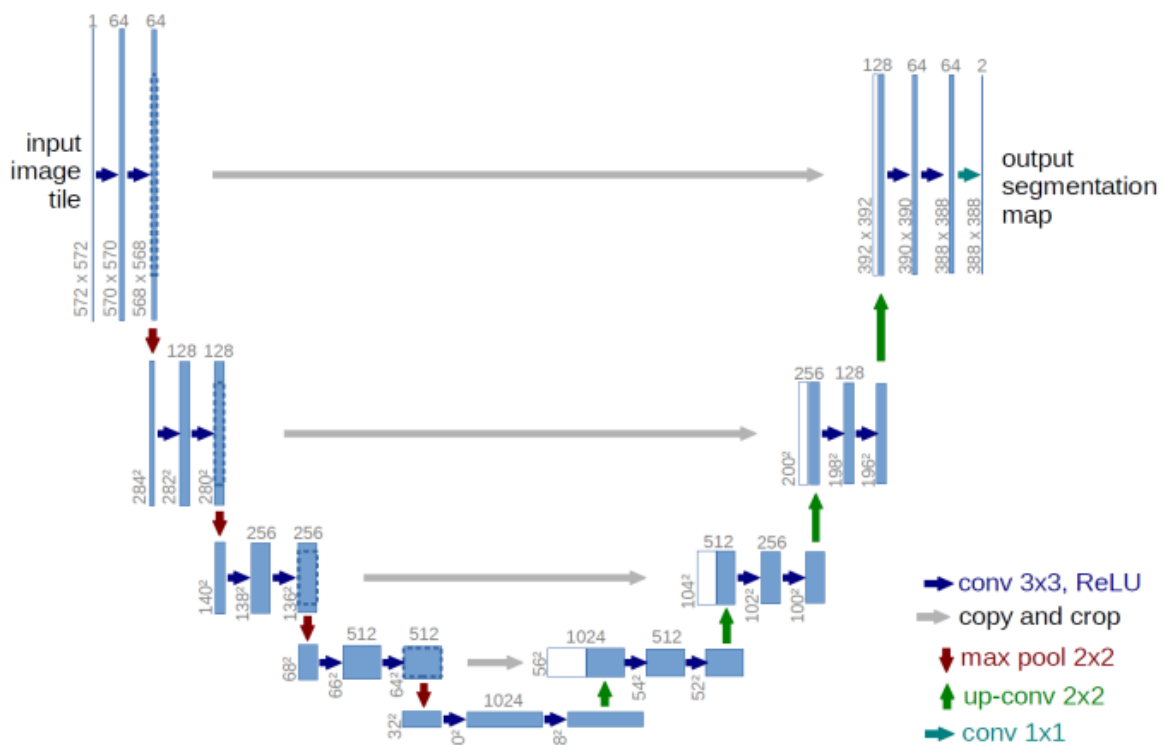 1 64 64
128 64 64 2
input
image
tile
output
segmentation
map
572 x 572
570 x 570
568 x 568
392 x 392
390 x 390
388 x 388
388 x 388
128 128
256 128
284²
282²
280²
200²
198²
196²
256 256
512 256
140²
138²
136²
104²
102²
100²
512 512
1024 512
68²
66²
64²
56²
54²
52²
1024
32²
0²
8²
conv 3x3, ReLU
copy and crop
max pool 2x2
up-conv 2x2
conv 1x1